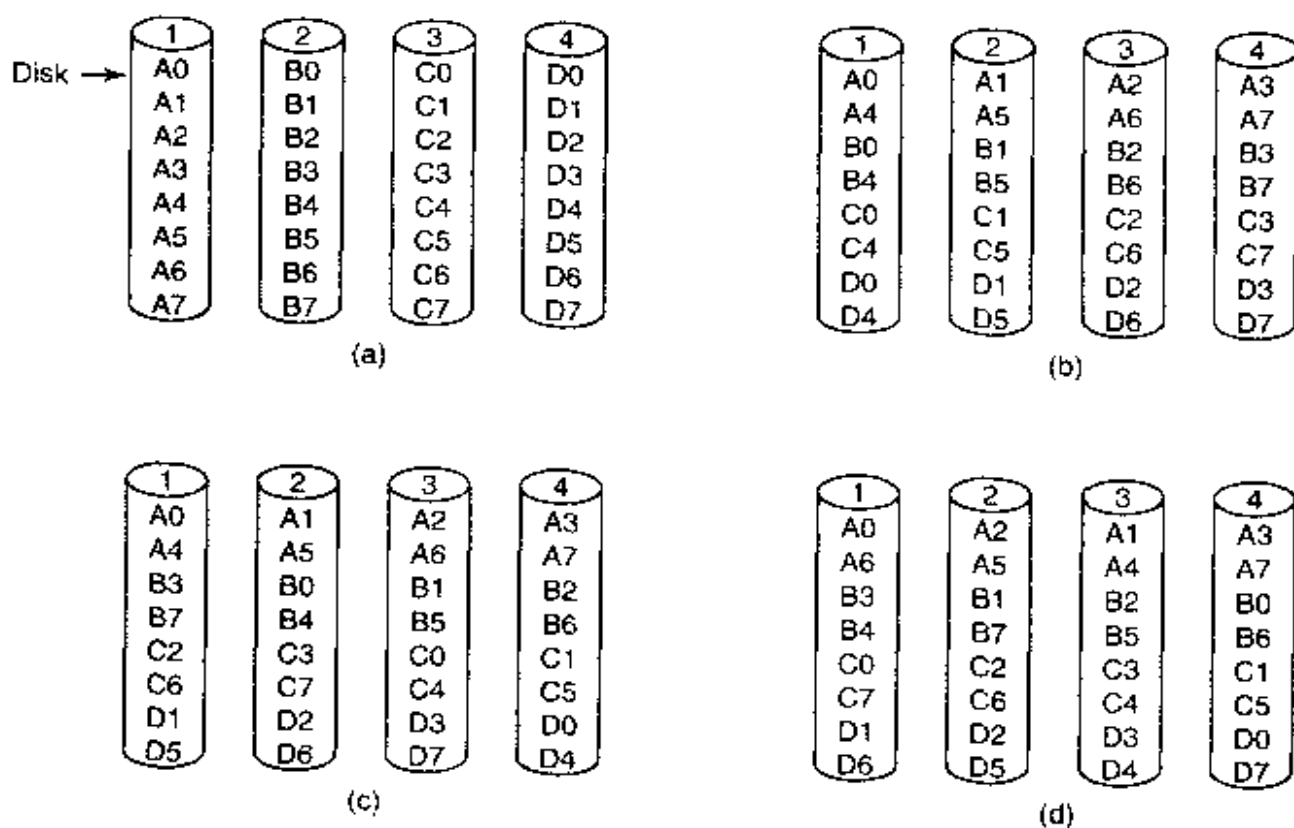 1 2 3 4
Disk → A0 B0 C0 D0
A1 B1 C1 D1
A2 B2 C2 D2
A3 B3 C3 D3
A4 B4 C4 D4
A5 B5 C5 D5
A6 B6 C6 D6
A7 B7 C7 D7
(a)
1 2 3 4
A0 A1 A2 A3
A4 A5 A6 A7
B0 B1 B2 B3
B4 B5 B6 B7
C0 C1 C2 C3
C4 C5 C6 C7
D0 D1 D2 D3
D4 D5 D6 D7
(b)
1 2 3 4
A0 A1 A2 A3
A4 A5 A6 A7
B3 B0 B1 B2
B7 B4 B5 B6
C2 C3 C0 C1
C6 C7 C4 C5
D1 D2 D3 D0
D5 D6 D7 D4
(c)
1 2 3 4
A0 A2 A1 A3
A6 A5 A4 A7
B3 B1 B2 B0
B4 B7 B5 B6
C0 C2 C3 C1
C7 C6 C4 C5
D1 D2 D3 D0
D6 D5 D4 D7
(d)